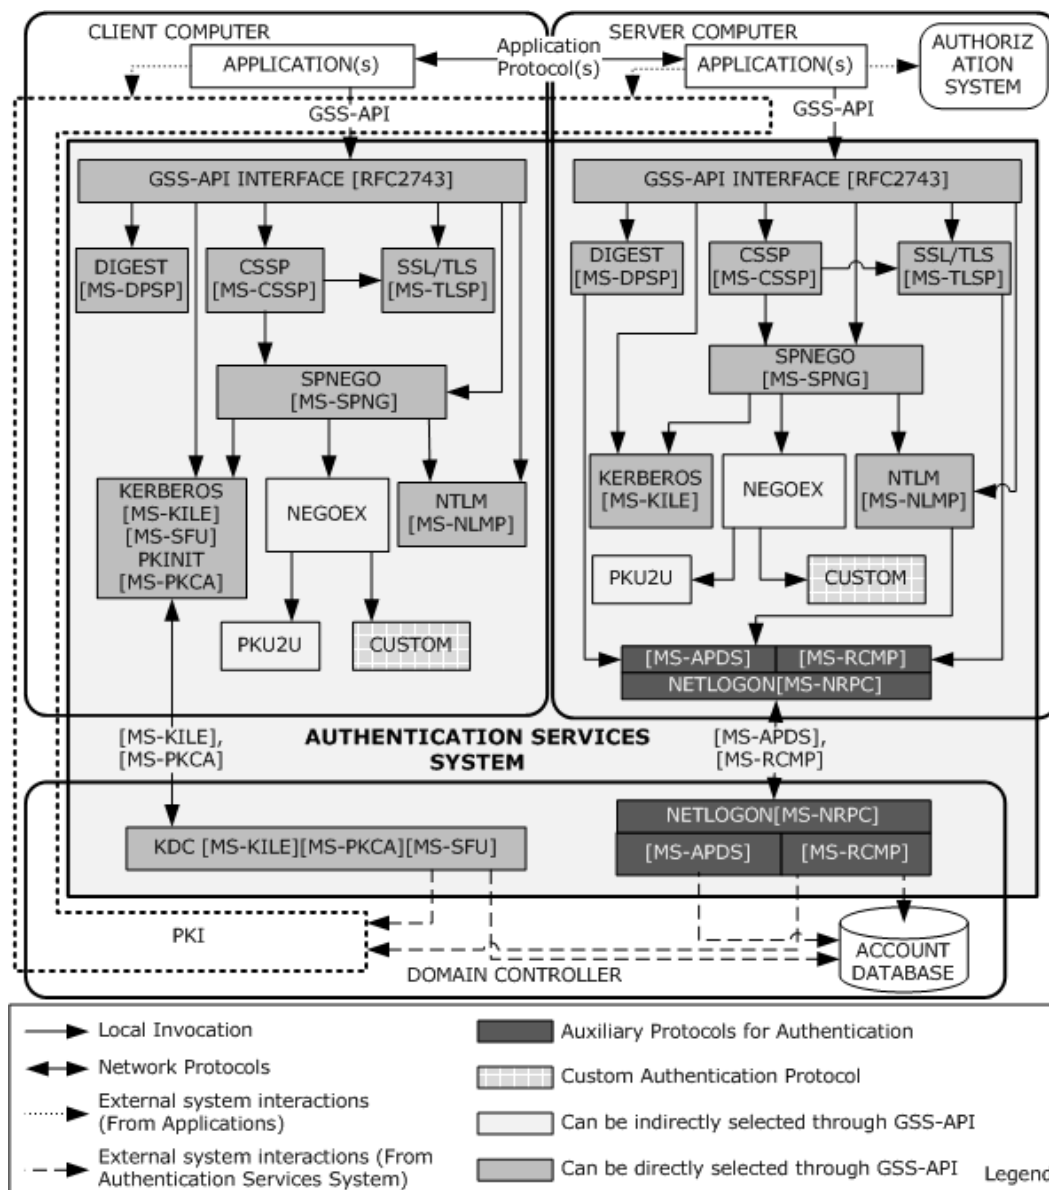 CLIENT COMPUTER
APPLICATION(s)
GSS-API
Application
Protocol(s)
SERVER COMPUTER
APPLICATION(s)
GSS-API
AUTHORIZ
ATION
SYSTEM
GSS-API INTERFACE [RFC2743]
DIGEST
[MS-DPSP]
CSSP
[MS-CSSP]
SSL/TLS
[MS-TLSP]
SPNEGO
[MS-SPNG]
KERBEROS
[MS-KILE]
[MS-SFU]
PKINIT
[MS-PKCA]
NEGOEX
NTLM
[MS-NLMP]
PKU2U
CUSTOM
GSS-API INTERFACE [RFC2743]
DIGEST
[MS-DPSP]
CSSP
[MS-CSSP]
SSL/TLS
[MS-TLSP]
SPNEGO
[MS-SPNG]
KERBEROS
[MS-KILE]
NEGOEX
NTLM
[MS-NLMP]
PKU2U
CUSTOM
[MS-APDS]
[MS-RCMP]
NETLOGON[MS-NRPC]
[MS-KILE],
[MS-PKCA]
AUTHENTICATION SERVICES
SYSTEM
[MS-APDS],
[MS-RCMP]
KDC [MS-KILE][MS-PKCA][MS-SFU]
NETLOGON[MS-NRPC]
[MS-APDS]
[MS-RCMP]
PKI
DOMAIN CONTROLLER
ACCOUNT
DATABASE
Local Invocation
Network Protocols
External system interactions
(From Applications)
External system interactions (From
Authentication Services System)
Auxiliary Protocols for Authentication
Custom Authentication Protocol
Can be indirectly selected through GSS-API
Can be directly selected through GSS-API
Legend